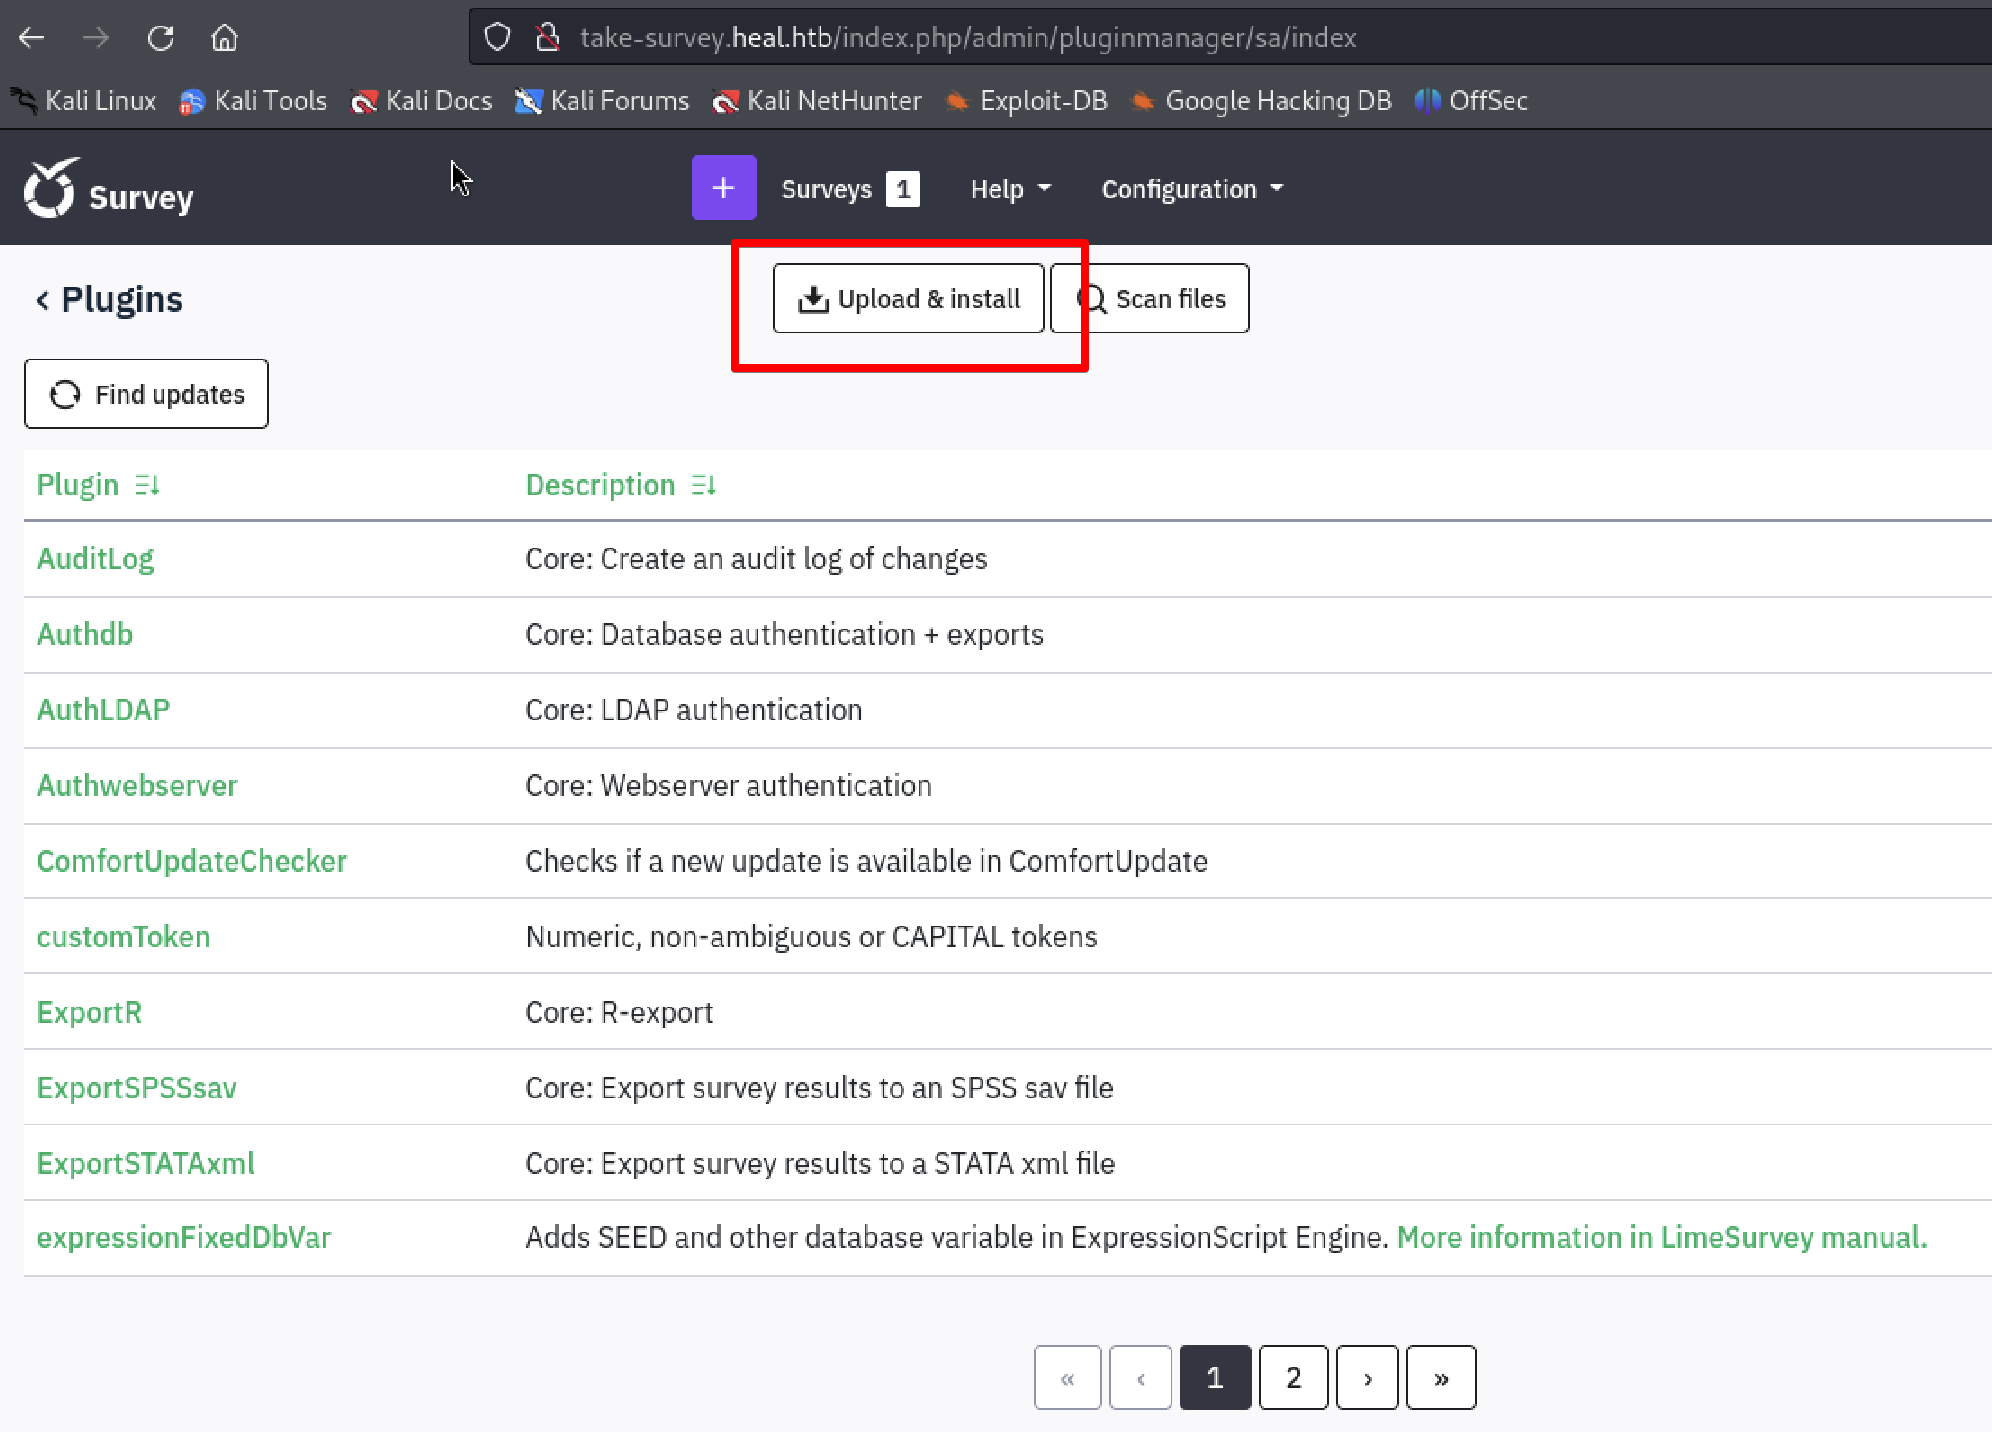 take-survey.heal.htb/index.php/admin/pluginmanager/sa/index
Kali Linux Kali Tools Kali Docs Kali Forums Kali NetHunter Exploit-DB Google Hacking DB OffSec
Survey + Surveys 1 Help Configuration
‹ Plugins Upload & install Scan files
Find updates
Plugin Description
AuditLog Core: Create an audit log of changes
Authdb Core: Database authentication + exports
AuthLDAP Core: LDAP authentication
Authwebserver Core: Webserver authentication
ComfortUpdateChecker Checks if a new update is available in ComfortUpdate
customToken Numeric, non-ambiguous or CAPITAL tokens
ExportR Core: R-export
ExportSPSSsav Core: Export survey results to an SPSS sav file
ExportSTATAxml Core: Export survey results to a STATA xml file
expressionFixedDbVar Adds SEED and other database variable in ExpressionScript Engine. More information in LimeSurvey manual.
« ‹ 1 2 › »